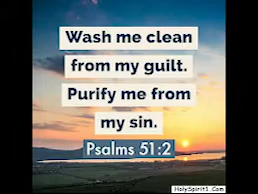 Wash me clean
from my guilt.
Purify me from
my sin.
Psalms 51:2
HolySpirit1.Com